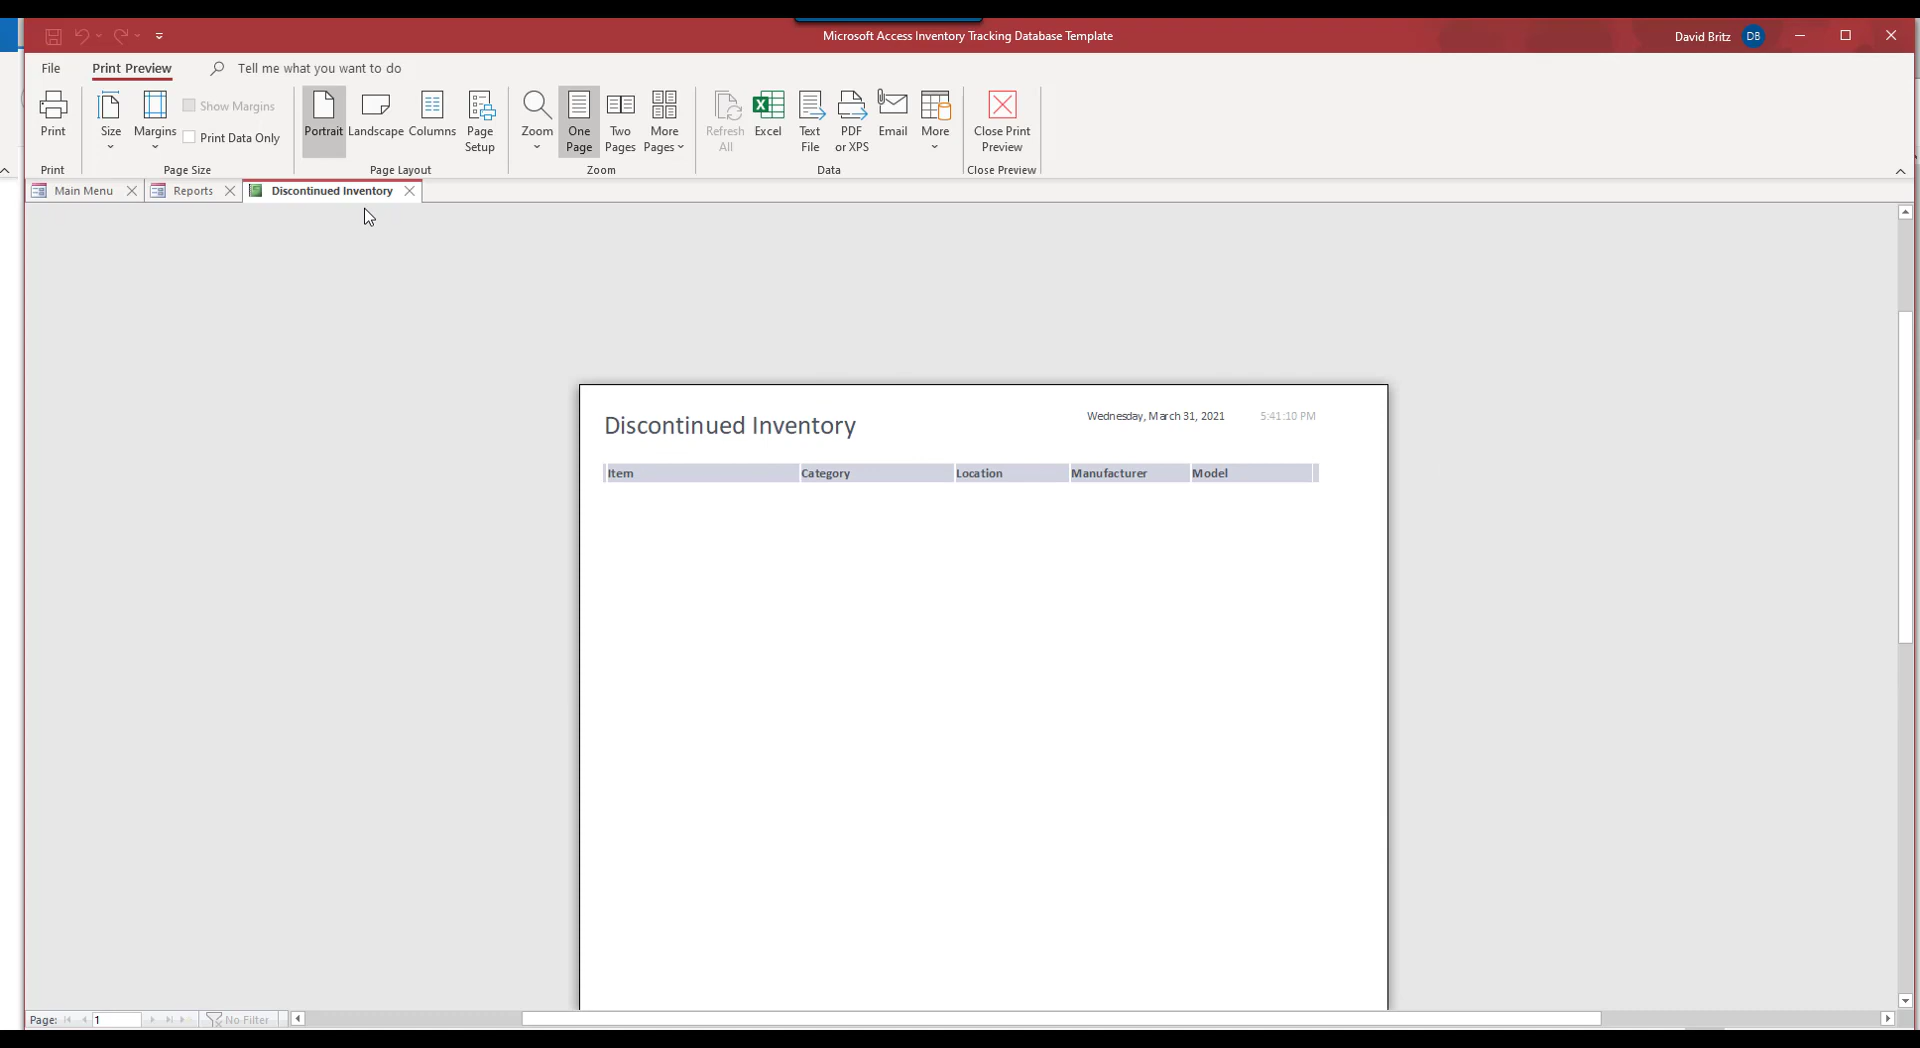 Microsoft Access Inventory Tracking Database Template
David Britz DB
File Print Preview Tell me what you want to do
Print
Size
Margins
Show Margins
Print Data Only
Portrait
Landscape
Columns
Page Setup
Zoom
One Page
Two Pages
More Pages
Refresh All
Excel
Text File
PDF or XPS
Email
More
Close Print Preview
Print Page Size Page Layout Zoom Data Close Preview
Main Menu Reports Discontinued Inventory
Discontinued Inventory Wednesday, March 31, 2021 5:41:10 PM
Item Category Location Manufacturer Model
Page: 1 No Filter